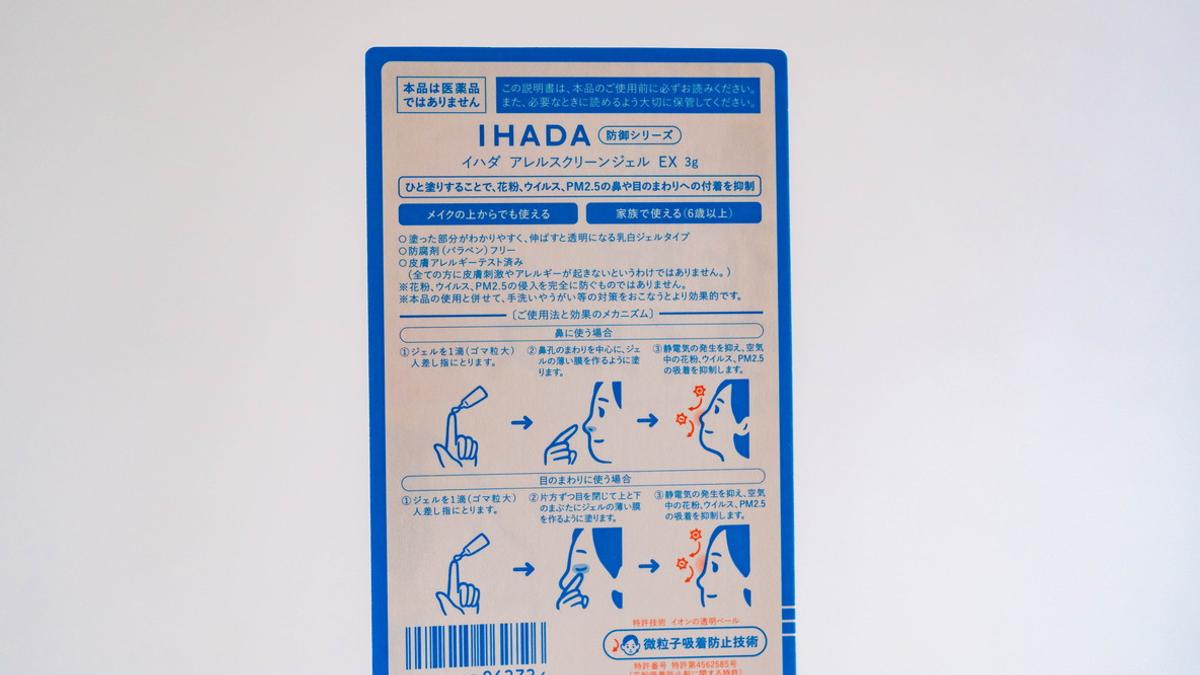 本品は医薬品
ではありません
この説明書は、本品のご使用前に必ずお読みください。
また、必要なときに読めるよう大切に保管してください。
IHADA 防御シリーズ
イハダ アレルスクリーンジェル EX 3g
ひと塗りすることで、花粉、ウイルス、PM2.5の鼻や目のまわりへの付着を抑制
メイクの上からでも使える
家族で使える(6歳以上)
○塗った部分がわかりやすく、伸ばすと透明になる乳白ジェルタイプ
○防腐剤(パラベン)フリー
○皮膚アレルギーテスト済み
(全ての方に皮膚刺激やアレルギーが起きないというわけではありません。)
※花粉、ウイルス、PM2.5の侵入を完全に防ぐものではありません。
※本品の使用と併せて、手洗いやうがい等の対策をおこなうとより効果的です。
〔ご使用法と効果のメカニズム〕
鼻に使う場合
①ジェルを1滴(ゴマ粒大)
人差し指にとります。
②鼻孔のまわりを中心に、ジェ
ルの薄い膜を作るように塗
ります。
③静電気の発生を抑え、空気
中の花粉、ウイルス、PM2.5
の吸着を抑制します。
目のまわりに使う場合
①ジェルを1滴(ゴマ粒大)
人差し指にとります。
②片方ずつ目を閉じて上と下
のまぶたにジェルの薄い膜
を作るように塗ります。
③静電気の発生を抑え、空気
中の花粉、ウイルス、PM2.5
の吸着を抑制します。
特許技術 イオンの透明ベール
微粒子吸着防止技術
特許番号 特許第4562585号